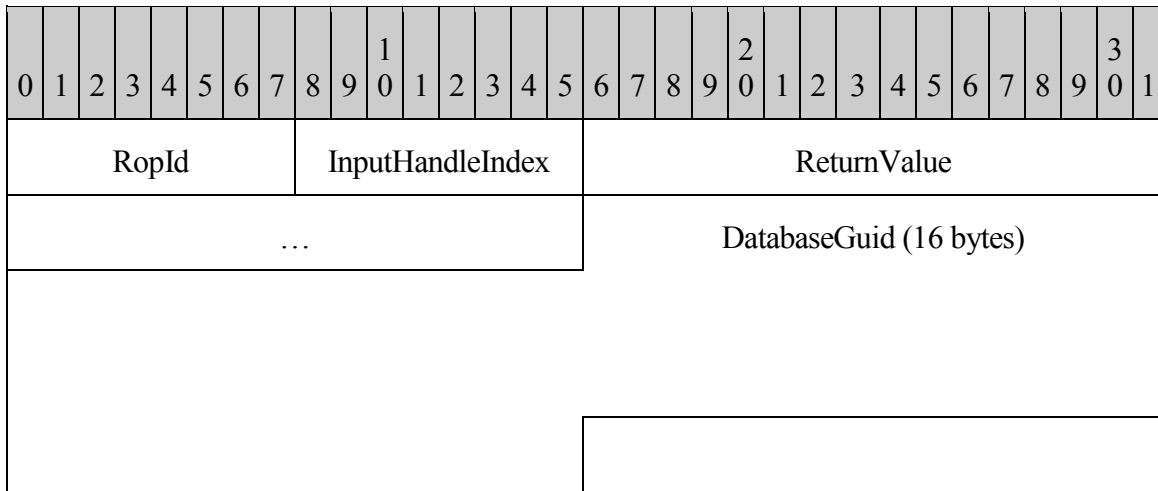 1 2 3
0 1 2 3 4 5 6 7 8 9 0 1 2 3 4 5 6 7 8 9 0 1 2 3 4 5 6 7 8 9 0 1
RopId InputHandleIndex ReturnValue
… DatabaseGuid (16 bytes)